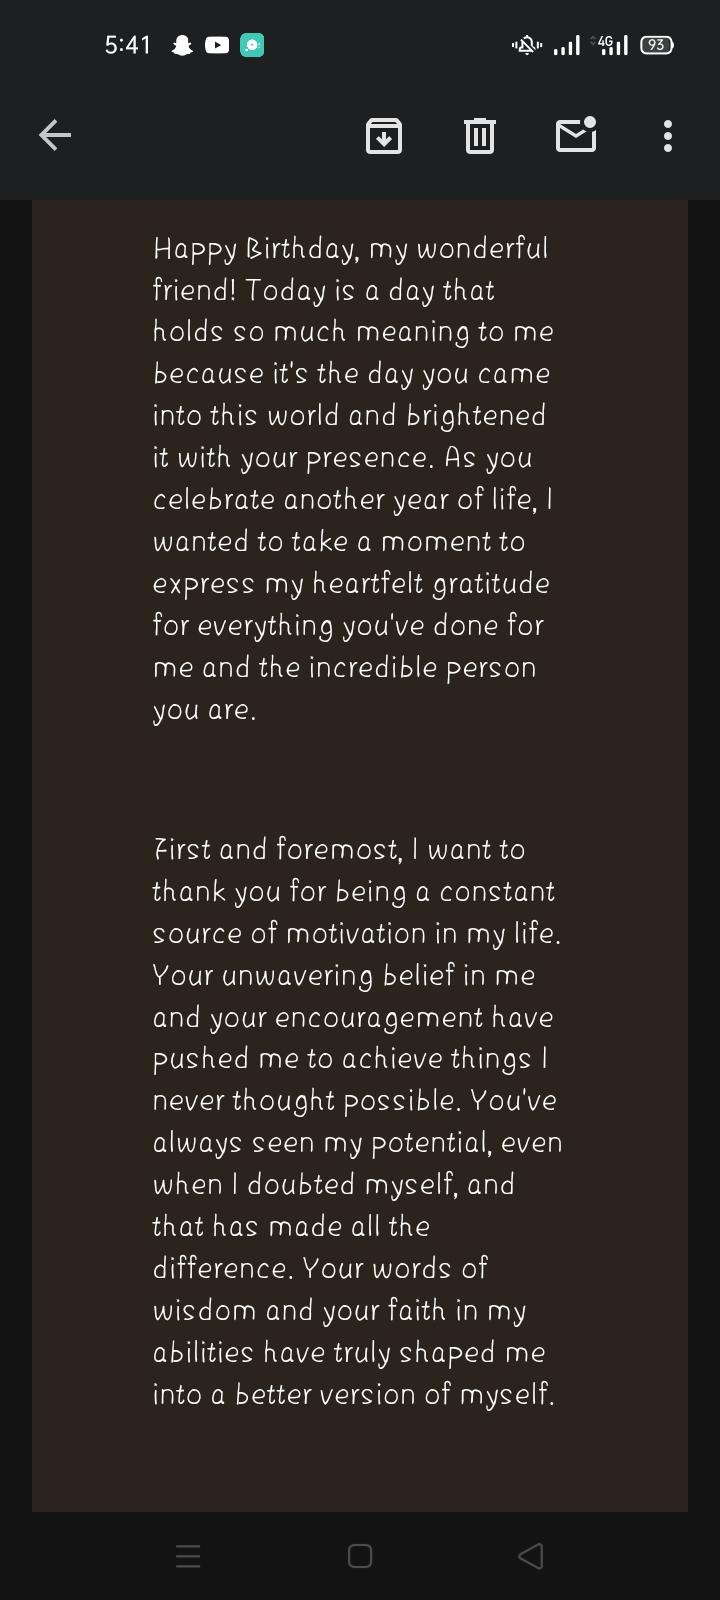 5:41
4G
93
Happy Birthday, my wonderful
friend! Today is a day that
holds so much meaning to me
because it's the day you came
into this world and brightened
it with your presence. As you
celebrate another year of life, I
wanted to take a moment to
express my heartfelt gratitude
for everything you've done for
me and the incredible person
you are.
First and foremost, I want to
thank you for being a constant
source of motivation in my life.
Your unwavering belief in me
and your encouragement have
pushed me to achieve things I
never thought possible. You've
always seen my potential, even
when I doubted myself, and
that has made all the
difference. Your words of
wisdom and your faith in my
abilities have truly shaped me
into a better version of myself.